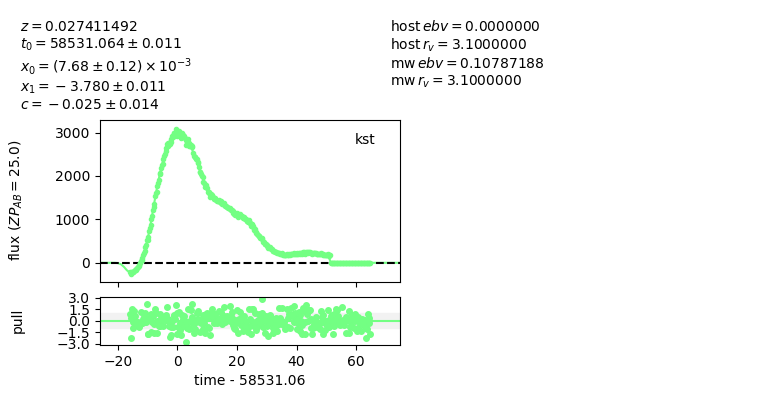 z = 0.027411492
t₀ = 58531.064 ± 0.011
x₀ = (7.68 ± 0.12) × 10⁻³
x₁ = −3.780 ± 0.011
c = −0.025 ± 0.014
host ebv = 0.0000000
host r_v = 3.1000000
mw ebv = 0.10787188
mw r_v = 3.1000000
flux (ZP_AB = 25.0)
3000
2000
1000
0
kst
pull
3.0
1.5
0.0
−1.5
−3.0
−20 0 20 40 60
time - 58531.06